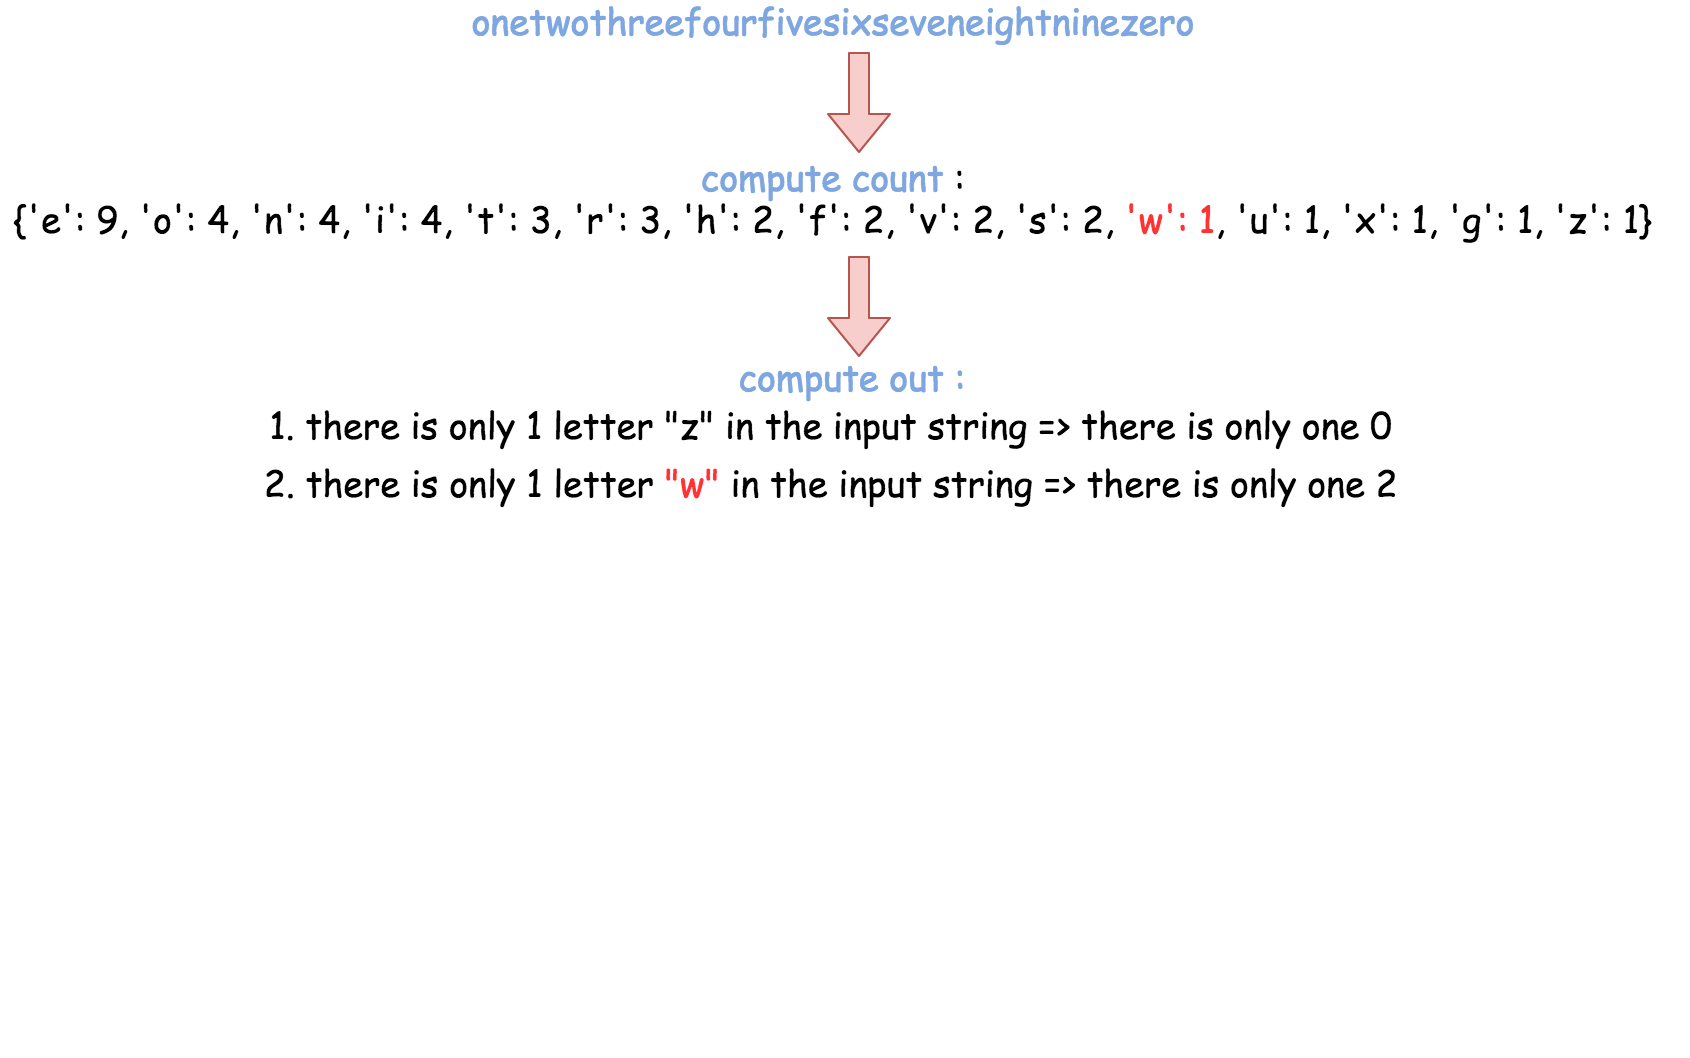 onetwothreefourfivesixseveneightninezero
compute count :
{'e': 9, 'o': 4, 'n': 4, 'i': 4, 't': 3, 'r': 3, 'h': 2, 'f': 2, 'v': 2, 's': 2, 'w': 1, 'u': 1, 'x': 1, 'g': 1, 'z': 1}
compute out :
1. there is only 1 letter "z" in the input string => there is only one 0
2. there is only 1 letter "w" in the input string => there is only one 2